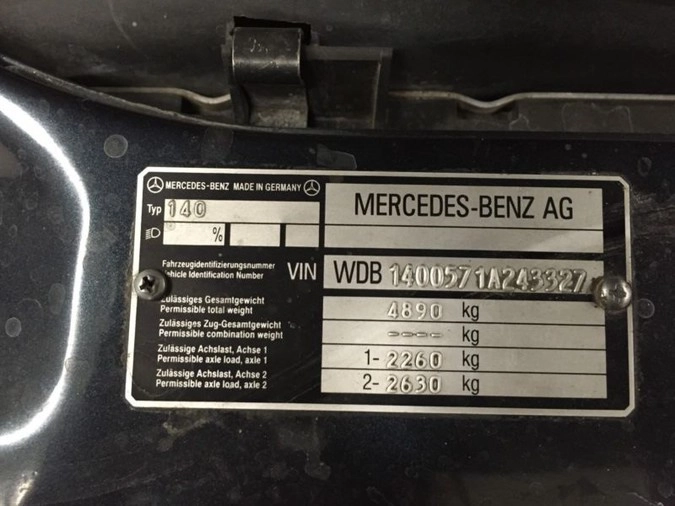 MERCEDES-BENZ MADE IN GERMANY
Typ 140
MERCEDES-BENZ AG
%
Fahrzeugidentifizierungsnummer
Vehicle Identification Number
VIN WDB 1400571A243327
Zulässiges Gesamtgewicht
Permissible total weight
4890 kg
Zulässiges Zug-Gesamtgewicht
Permissible combination weight
---- kg
Zulässige Achslast, Achse 1
Permissible axle load, axle 1
1- 2260 kg
Zulässige Achslast, Achse 2
Permissible axle load, axle 2
2- 2630 kg